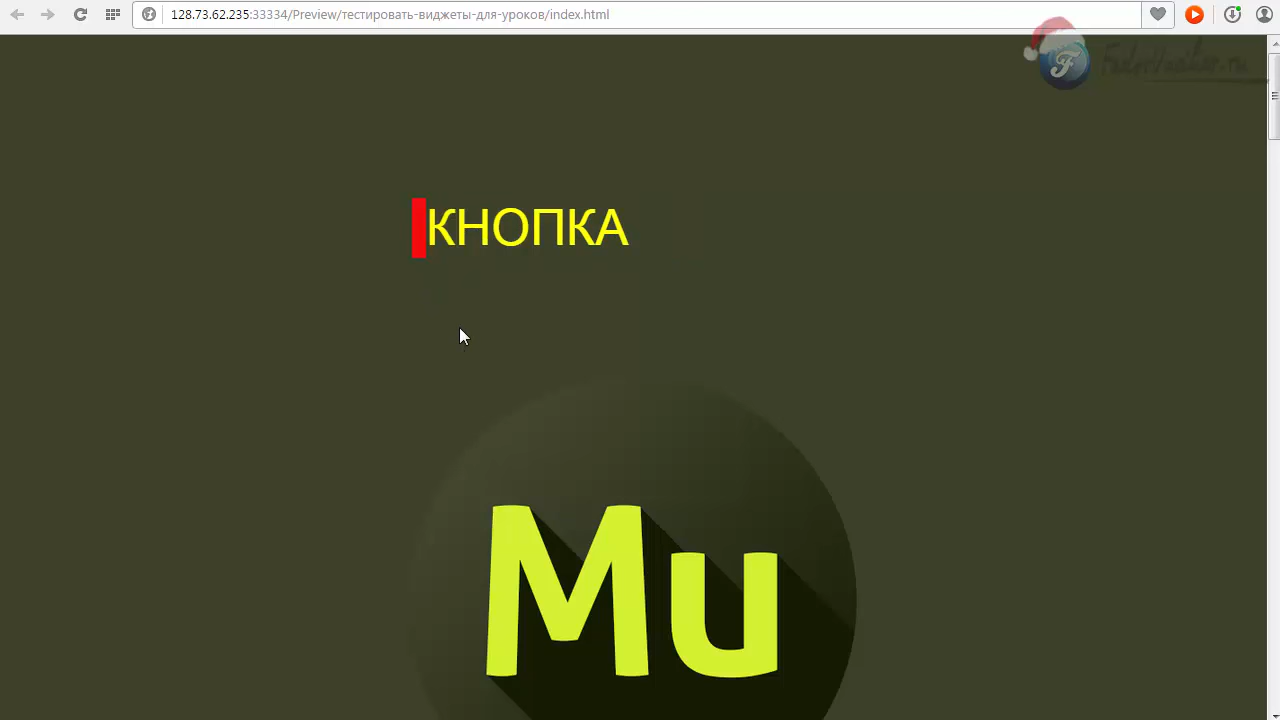 128.73.62.235:33334/Preview/тестировать-виджеты-для-уроков/index.html
КНОПКА
Mu